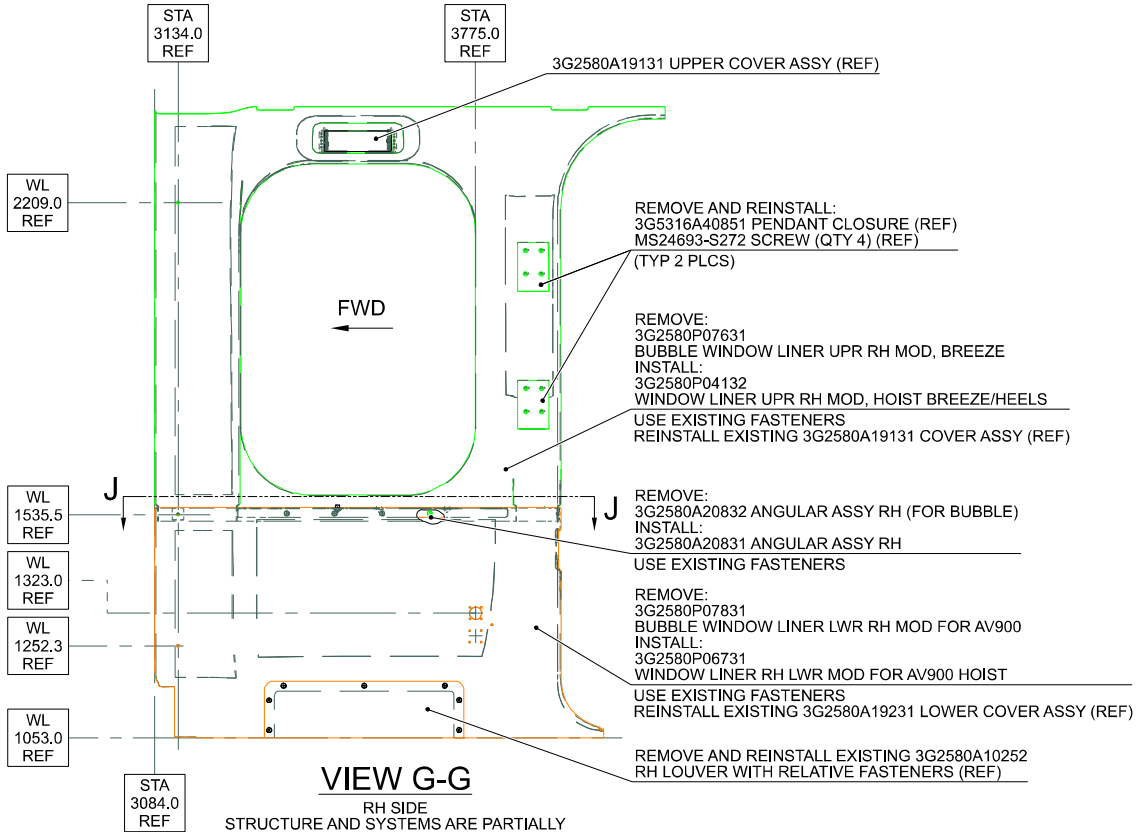 STA
3134.0
REF
STA
3775.0
REF
3G2580A19131 UPPER COVER ASSY (REF)
WL
2209.0
REF
REMOVE AND REINSTALL:
3G5316A40851 PENDANT CLOSURE (REF)
MS24693-S272 SCREW (QTY 4) (REF)
(TYP 2 PLCS)
FWD
REMOVE:
3G2580P07631
BUBBLE WINDOW LINER UPR RH MOD, BREEZE
INSTALL:
3G2580P04132
WINDOW LINER UPR RH MOD, HOIST BREEZE/HEELS
USE EXISTING FASTENERS
REINSTALL EXISTING 3G2580A19131 COVER ASSY (REF)
J
J
WL
1535.5
REF
REMOVE:
3G2580A20832 ANGULAR ASSY RH (FOR BUBBLE)
INSTALL:
3G2580A20831 ANGULAR ASSY RH
USE EXISTING FASTENERS
WL
1323.0
REF
REMOVE:
3G2580P07831
BUBBLE WINDOW LINER LWR RH MOD FOR AV900
INSTALL:
3G2580P06731
WINDOW LINER RH LWR MOD FOR AV900 HOIST
USE EXISTING FASTENERS
REINSTALL EXISTING 3G2580A19231 LOWER COVER ASSY (REF)
WL
1252.3
REF
WL
1053.0
REF
REMOVE AND REINSTALL EXISTING 3G2580A10252
RH LOUVER WITH RELATIVE FASTENERS (REF)
STA
3084.0
REF
VIEW G-G
RH SIDE
STRUCTURE AND SYSTEMS ARE PARTIALLY